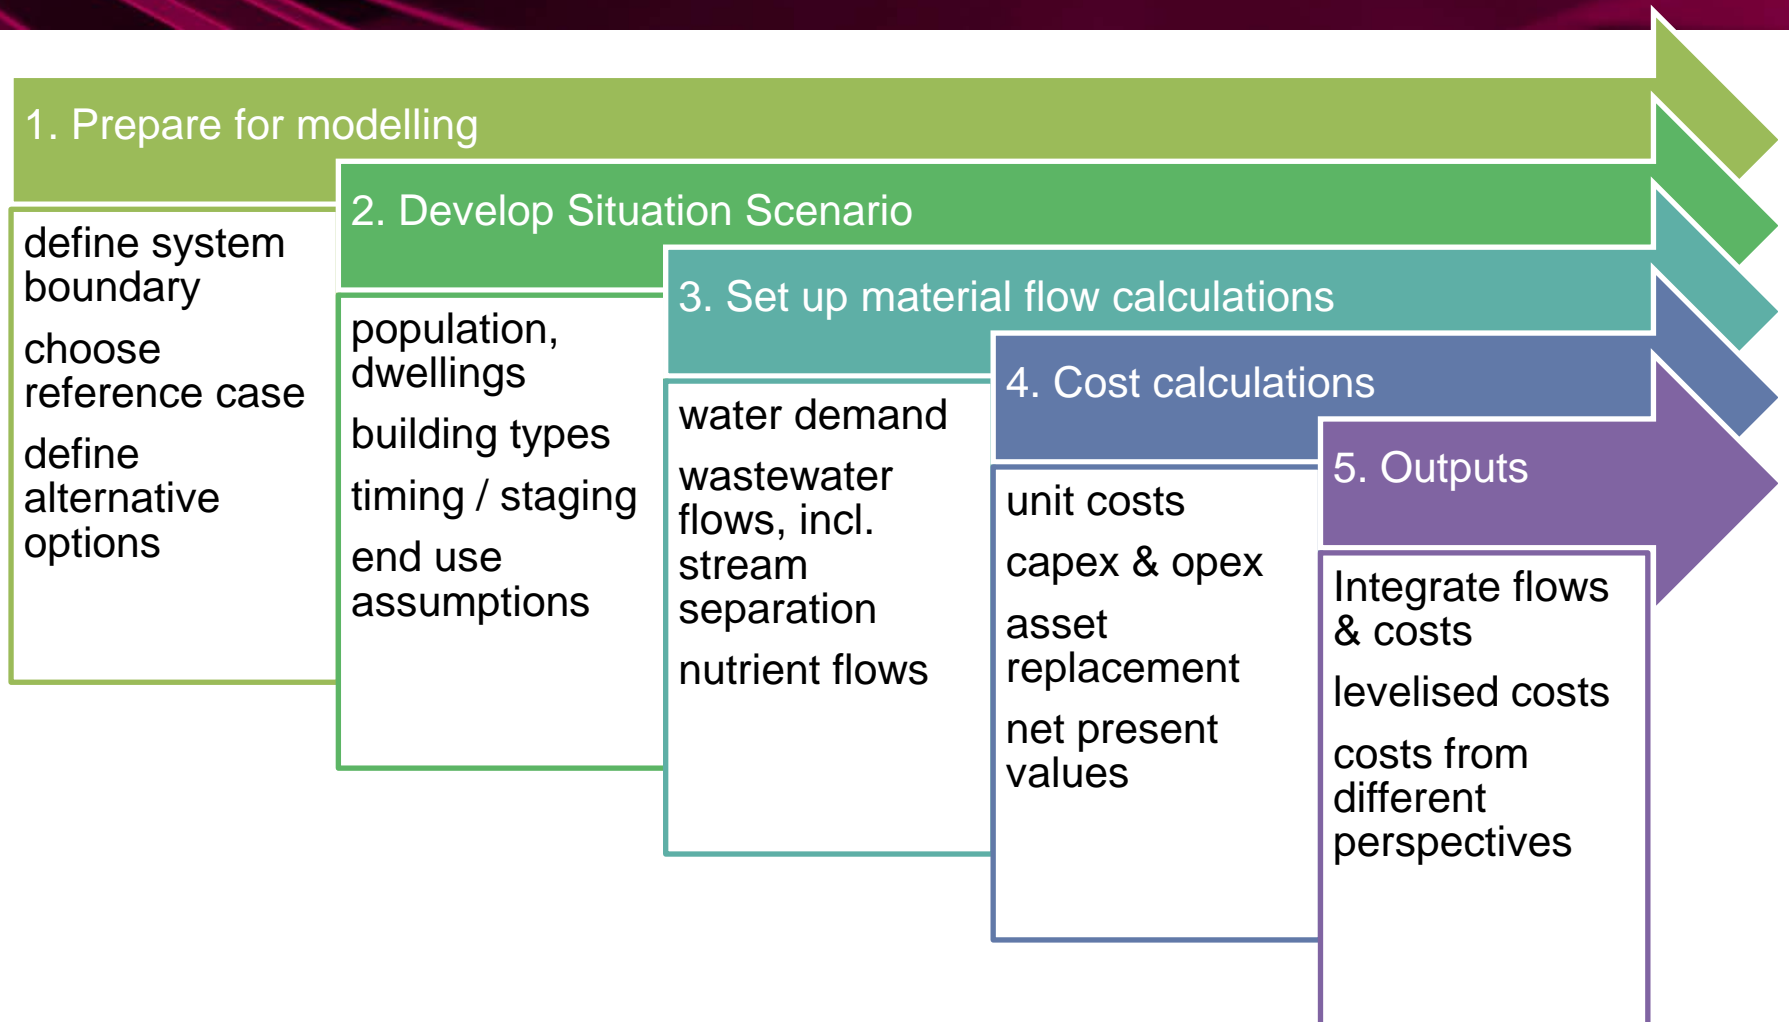 1. Prepare for modelling
define system
boundary
choose
reference case
define
alternative
options
2. Develop Situation Scenario
population,
dwellings
building types
timing / staging
end use
assumptions
3. Set up material flow calculations
water demand
wastewater
flows, incl.
stream
separation
nutrient flows
4. Cost calculations
unit costs
capex & opex
asset
replacement
net present
values
5. Outputs
Integrate flows
& costs
levelised costs
costs from
different
perspectives